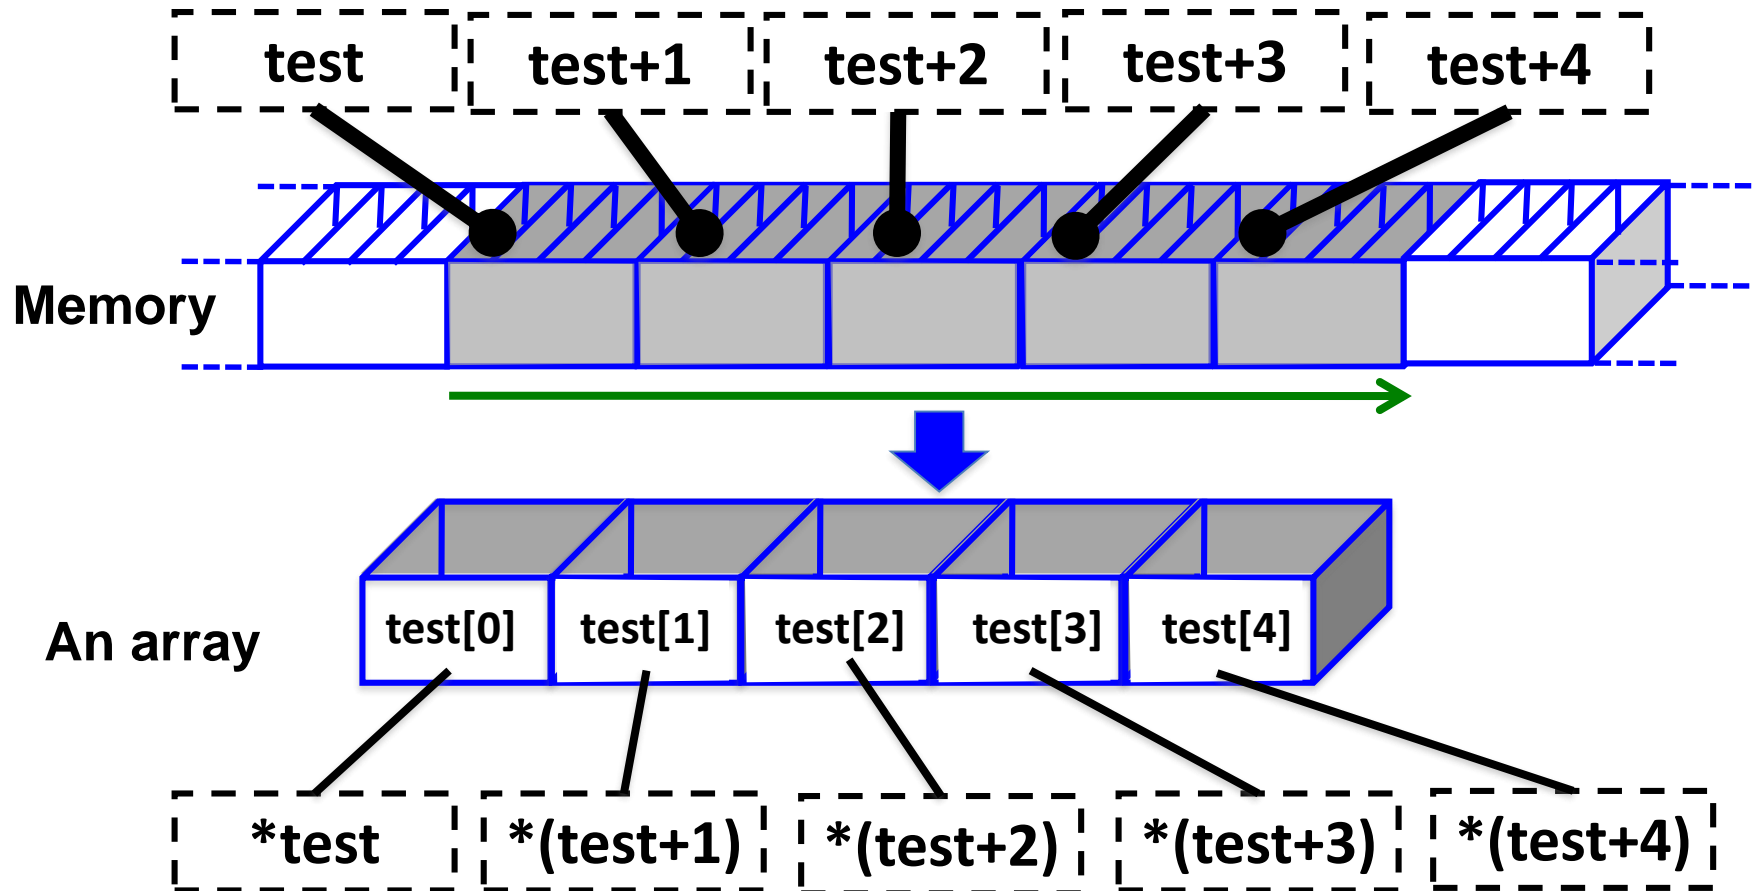 test test+1 test+2 test+3 test+4
Memory
test[0] test[1] test[2] test[3] test[4]
An array
*test *(test+1) *(test+2) *(test+3) *(test+4)